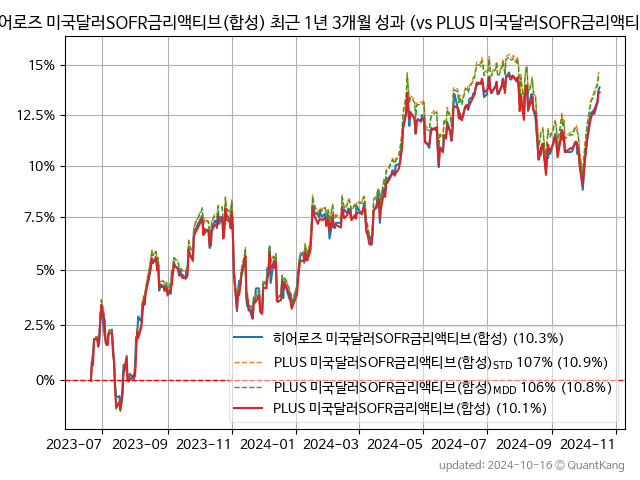 어로즈 미국달러SOFR금리액티브(합성) 최근 1년 3개월 성과 (vs PLUS 미국달러SOFR금리액티
15%
12.5%
10%
7.5%
5%
2.5%
0%
히어로즈 미국달러SOFR금리액티브(합성) (10.3%)
PLUS 미국달러SOFR금리액티브(합성)STD 107% (10.9%)
PLUS 미국달러SOFR금리액티브(합성)MDD 106% (10.8%)
PLUS 미국달러SOFR금리액티브(합성) (10.1%)
2023-07 2023-09 2023-11 2024-01 2024-03 2024-05 2024-07 2024-09 2024-11
updated: 2024-10-16 © QuantKang